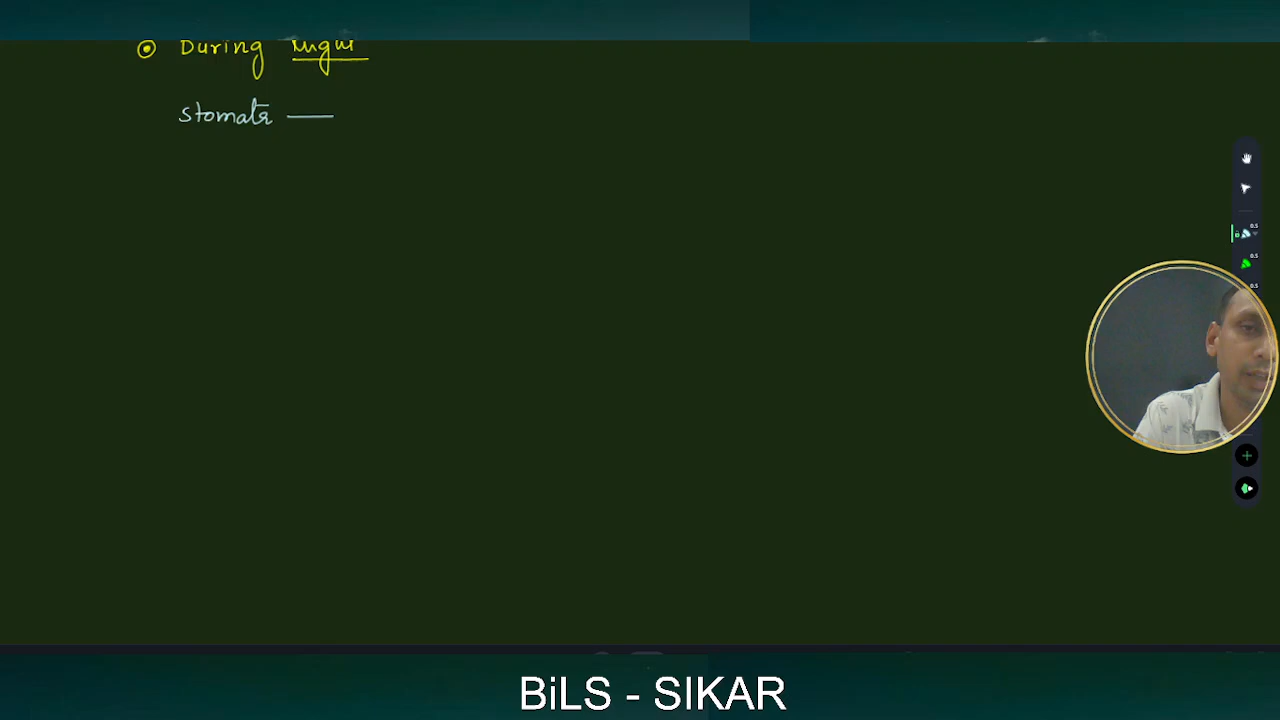 During
stomata —
BiLS - SIKAR